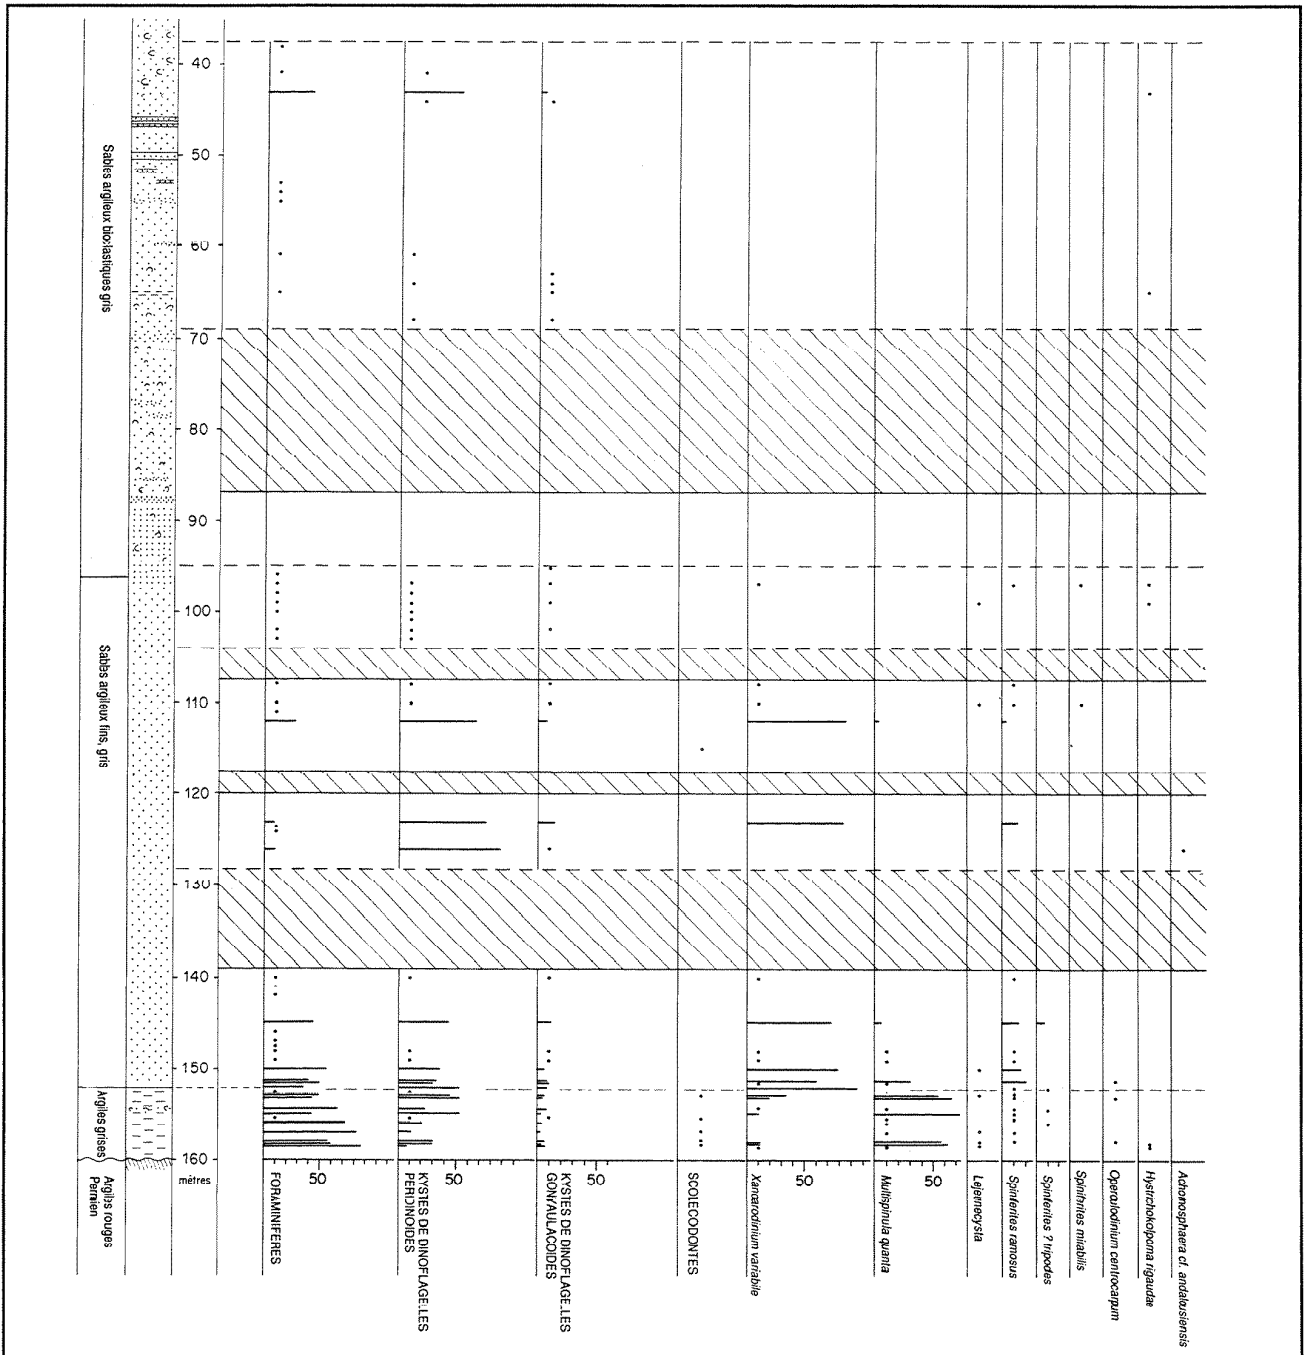 Sables argileux bioclastiques gris
Sables argileux fins, gris
Argiles grises
Argiles rouges
Permien
40
50
60
70
80
90
100
110
120
130
140
150
160
mètres
50
FORAMINIFERES
50
KYSTES DE DINOFLAGELLES
PERIDINOIDES
50
KYSTES DE DINOFLAGELLES
GONYAULACOIDES
SCOLECODONTES
50
Xandarodinium variabile
50
Multispinula quanta
Lejeunecysta
Spiniferites ramosus
Spiniferites ? tripodes
Spiniferites mirabilis
Operculodinium centrocarpum
Hystrichokolpoma rigaudae
Achomosphaera cf. andalousiensis